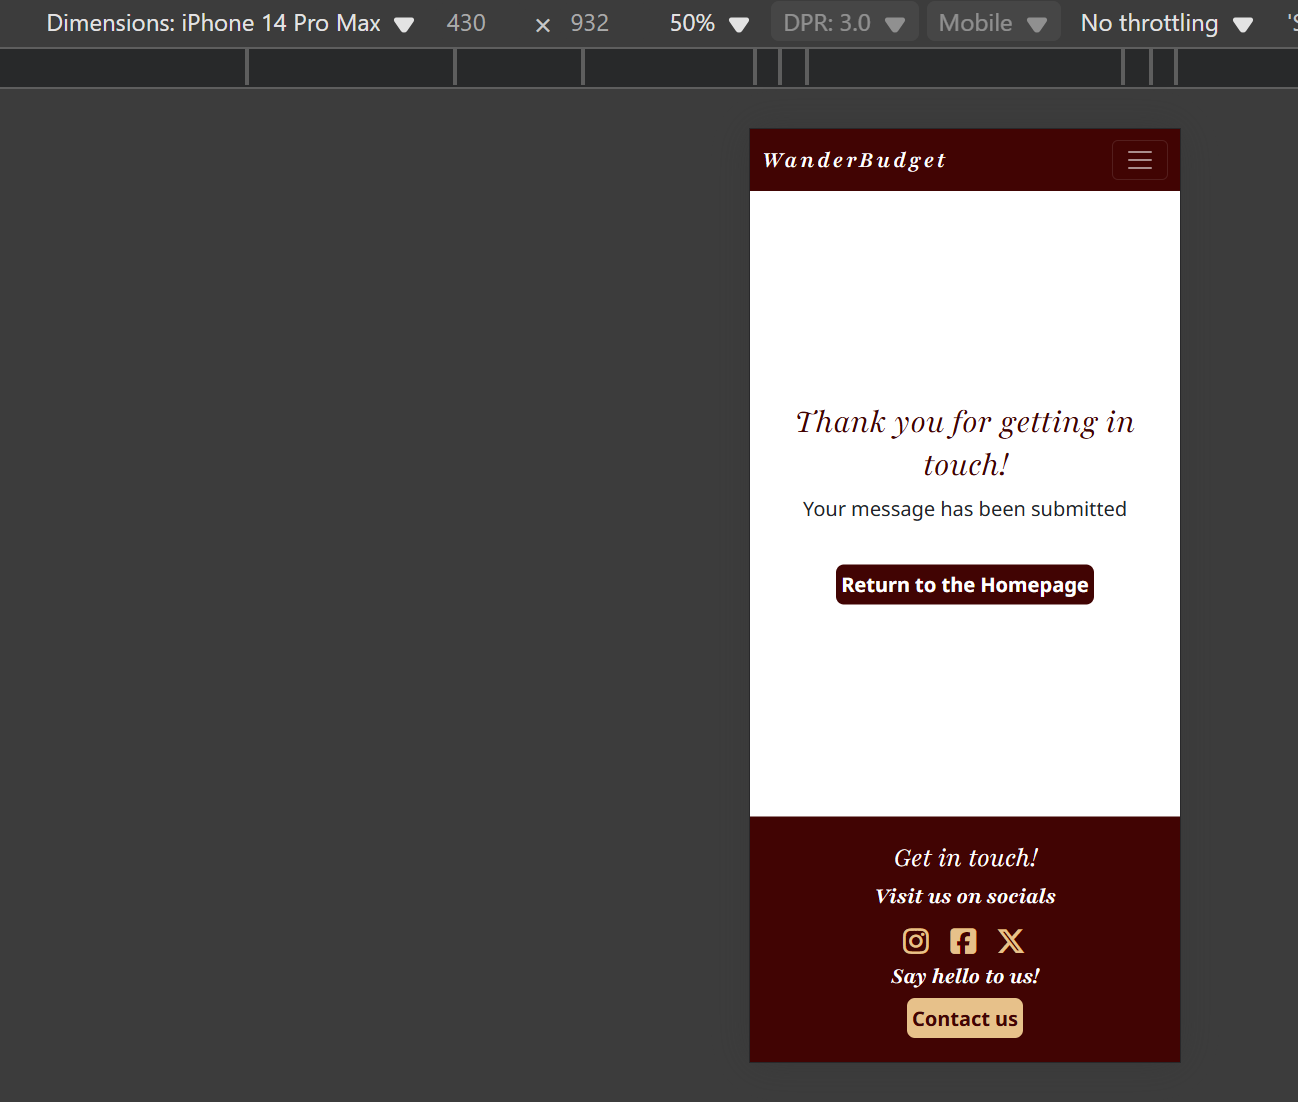 Dimensions: iPhone 14 Pro Max 430 × 932 50% DPR: 3.0 Mobile No throttling
WanderBudget
Thank you for getting in
touch!
Your message has been submitted
Return to the Homepage
Get in touch!
Visit us on socials
Say hello to us!
Contact us